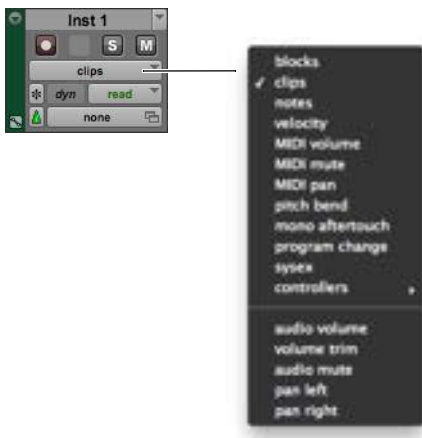 Inst 1
S M
clips
dyn read
none
blocks
✓ clips
notes
velocity
MIDI volume
MIDI mute
MIDI pan
pitch bend
mono aftertouch
program change
sysex
controllers
audio volume
volume trim
audio mute
pan left
pan right